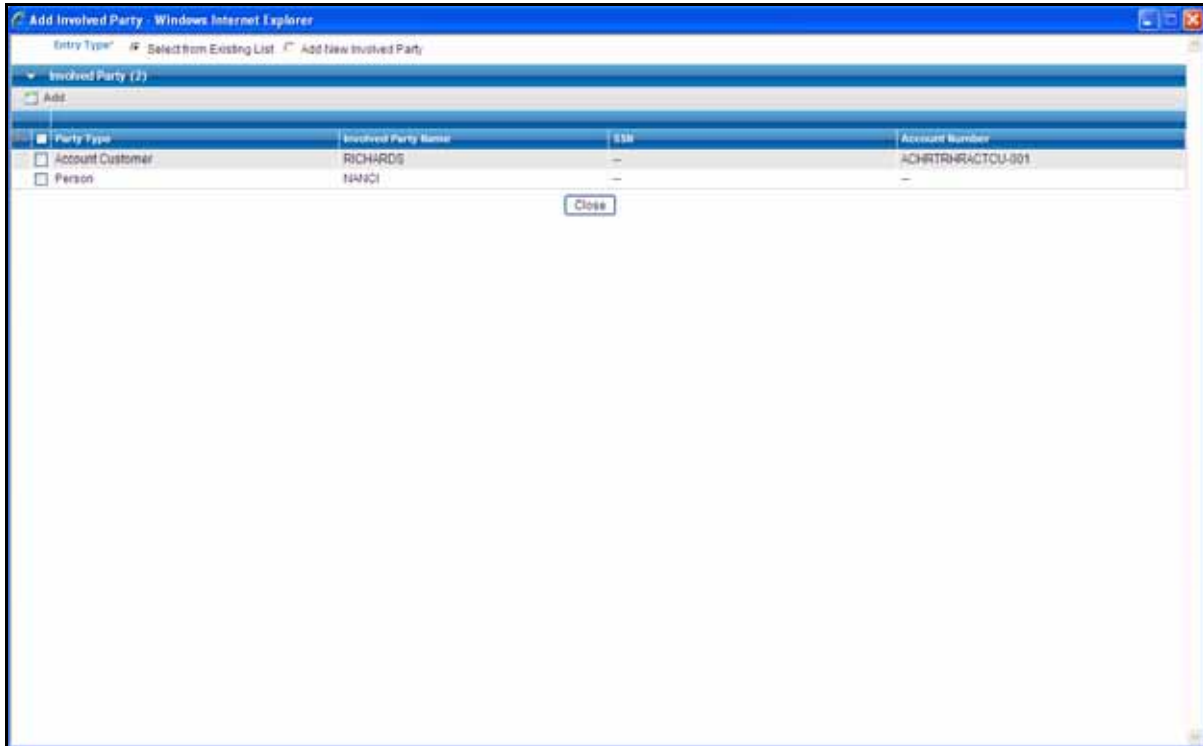 Add Involved Party - Windows Internet Explorer
Entry Type* Select from Existing List Add New Involved Party
Involved Party (2)
Add
Party Type Involved Party Name SSN Account Number
Account Customer RICHARDS -- ACHRTRHRACTCU-001
Person NANCI -- --
Close